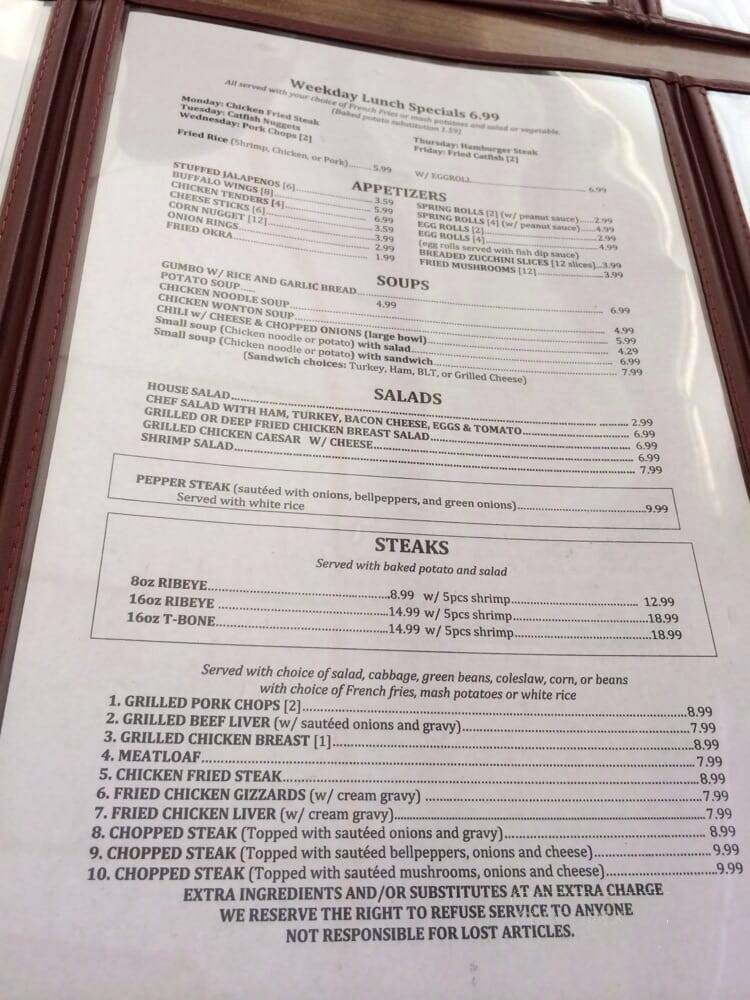 Weekday Lunch Specials 6.99
All served with your choice of French Fries or mash potatoes and salad or vegetable.
(Baked potato substitution 1.59)
Monday: Chicken Fried Steak
Tuesday: Catfish Nuggets
Wednesday: Pork Chops [2]
Thursday: Hamburger Steak
Friday: Fried Catfish [2]
Fried Rice (Shrimp, Chicken, or Pork)....5.99 W/ EGGROLL....6.99
APPETIZERS
STUFFED JALAPENOS [6]....3.59
BUFFALO WINGS [8]....5.99
CHICKEN TENDERS [4]....6.99
CHEESE STICKS [6]....3.59
CORN NUGGET [12]....3.99
ONION RINGS....2.99
FRIED OKRA....1.99
SPRING ROLLS [2] (w/ peanut sauce)....2.99
SPRING ROLLS [4] (w/ peanut sauce)....4.99
EGG ROLLS [2]....2.99
EGG ROLLS [4]....4.99
(egg rolls served with fish dip sauce)
BREADED ZUCCHINI SLICES [12 slices]...3.99
FRIED MUSHROOMS [12]....3.99
SOUPS
GUMBO W/ RICE AND GARLIC BREAD....6.99
POTATO SOUP....4.99
CHICKEN NOODLE SOUP....4.99
CHICKEN WONTON SOUP....5.99
CHILI w/ CHEESE & CHOPPED ONIONS (large bowl)....4.29
Small soup (Chicken noodle or potato) with salad....6.99
Small soup (Chicken noodle or potato) with sandwich....7.99
(Sandwich choices: Turkey, Ham, BLT, or Grilled Cheese)
SALADS
HOUSE SALAD....2.99
CHEF SALAD WITH HAM, TURKEY, BACON CHEESE, EGGS & TOMATO....6.99
GRILLED OR DEEP FRIED CHICKEN BREAST SALAD....6.99
GRILLED CHICKEN CAESAR W/ CHEESE....6.99
SHRIMP SALAD....7.99
PEPPER STEAK (sautéed with onions, bellpeppers, and green onions)....9.99
Served with white rice
STEAKS
Served with baked potato and salad
8oz RIBEYE....8.99 w/ 5pcs shrimp.... 12.99
16oz RIBEYE ....14.99 w/ 5pcs shrimp....18.99
16oz T-BONE....14.99 w/ 5pcs shrimp....18.99
Served with choice of salad, cabbage, green beans, coleslaw, corn, or beans
with choice of French fries, mash potatoes or white rice
1. GRILLED PORK CHOPS [2]....8.99
2. GRILLED BEEF LIVER (w/ sautéed onions and gravy)....7.99
3. GRILLED CHICKEN BREAST [1]....8.99
4. MEATLOAF....7.99
5. CHICKEN FRIED STEAK....8.99
6. FRIED CHICKEN GIZZARDS (w/ cream gravy) ....7.99
7. FRIED CHICKEN LIVER (w/ cream gravy)....7.99
8. CHOPPED STEAK (Topped with sautéed onions and gravy).... 8.99
9. CHOPPED STEAK (Topped with sautéed bellpeppers, onions and cheese)....9.99
10. CHOPPED STEAK (Topped with sautéed mushrooms, onions and cheese)....9.99
EXTRA INGREDIENTS AND/OR SUBSTITUTES AT AN EXTRA CHARGE
WE RESERVE THE RIGHT TO REFUSE SERVICE TO ANYONE
NOT RESPONSIBLE FOR LOST ARTICLES.